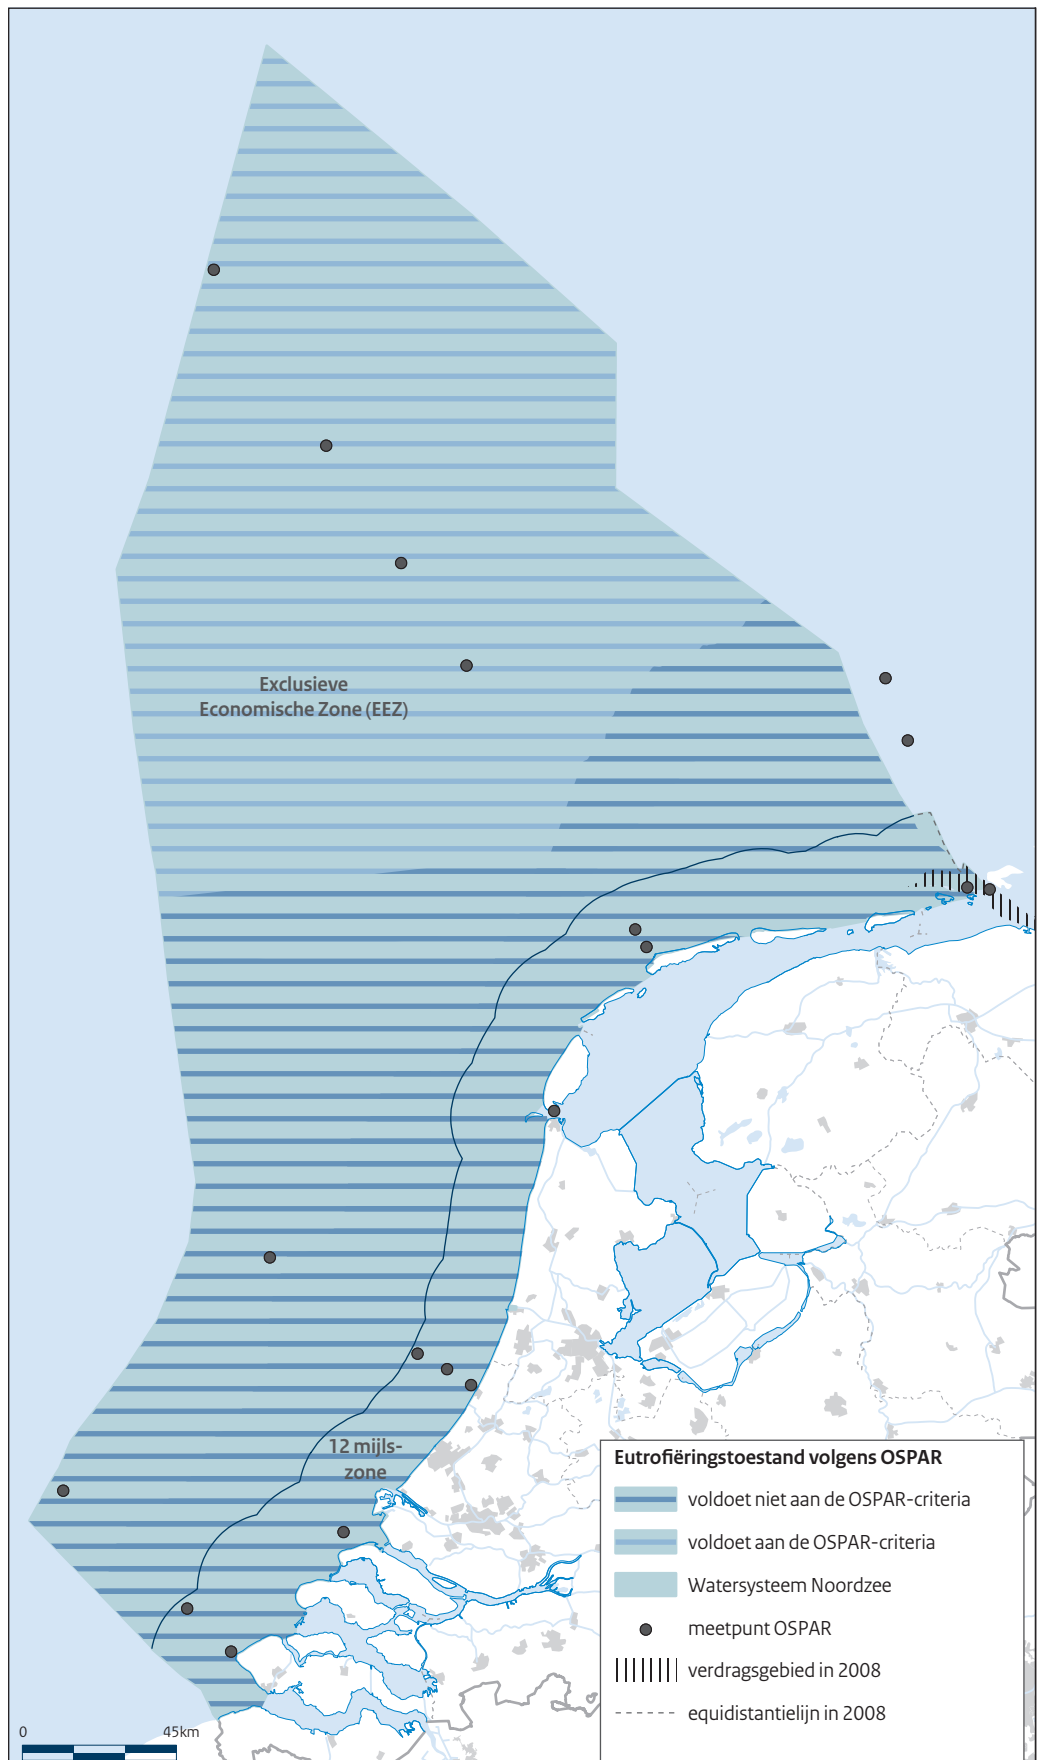 Exclusieve
Economische Zone (EEZ)
12 mijls-
zone
Eutrofiëringstoestand volgens OSPAR
voldoet niet aan de OSPAR-criteria
voldoet aan de OSPAR-criteria
Watersysteem Noordzee
meetpunt OSPAR
verdragsgebied in 2008
equidistantielijn in 2008
0 45km